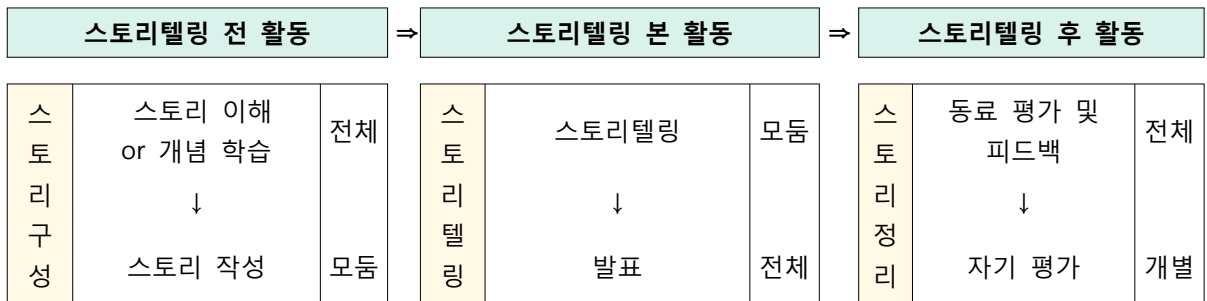 스토리텔링 전 활동 ⇒ 스토리텔링 본 활동 ⇒ 스토리텔링 후 활동
스토리구성
스토리 이해
or 개념 학습
전체
↓
스토리 작성
모둠
스토리텔링
스토리텔링
모둠
↓
발표
전체
스토리정리
동료 평가 및
피드백
전체
↓
자기 평가
개별